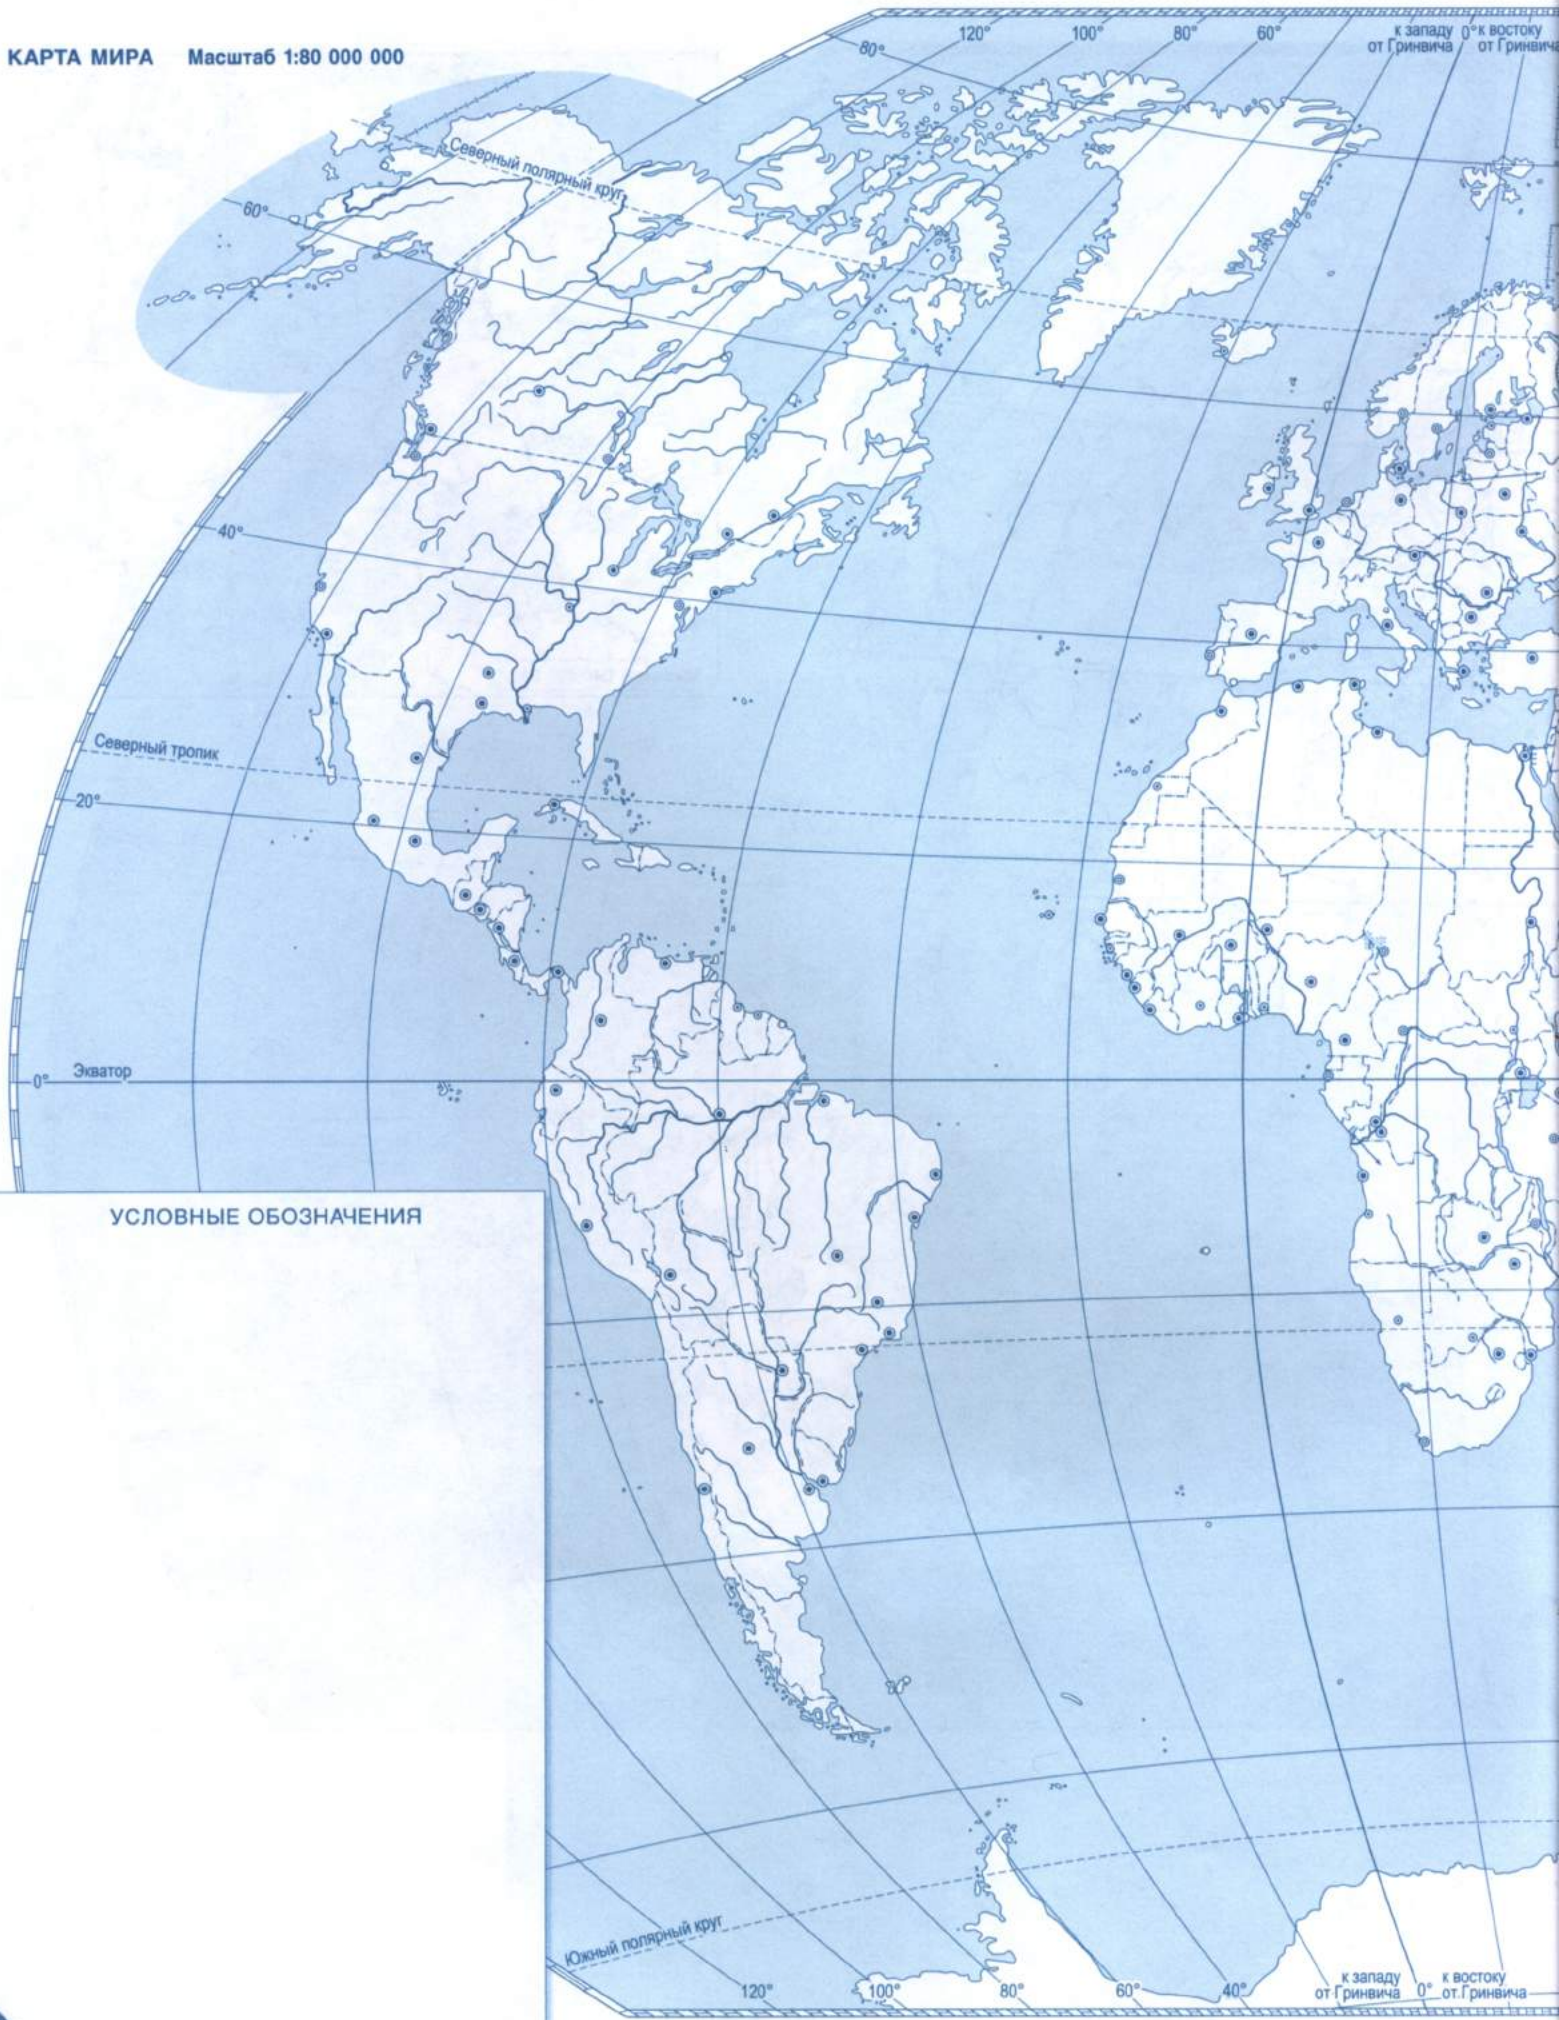 КАРТА МИРА Масштаб 1:80 000 000
80° 120° 100° 80° 60° к западу от Гринвича 0° к востоку от Гринвича
Северный полярный круг
60°
40°
Северный тропик
20°
Экватор
0°
УСЛОВНЫЕ ОБОЗНАЧЕНИЯ
Южный полярный круг
120° 100° 80° 60° 40° к западу от Гринвича 0° к востоку от Гринвича